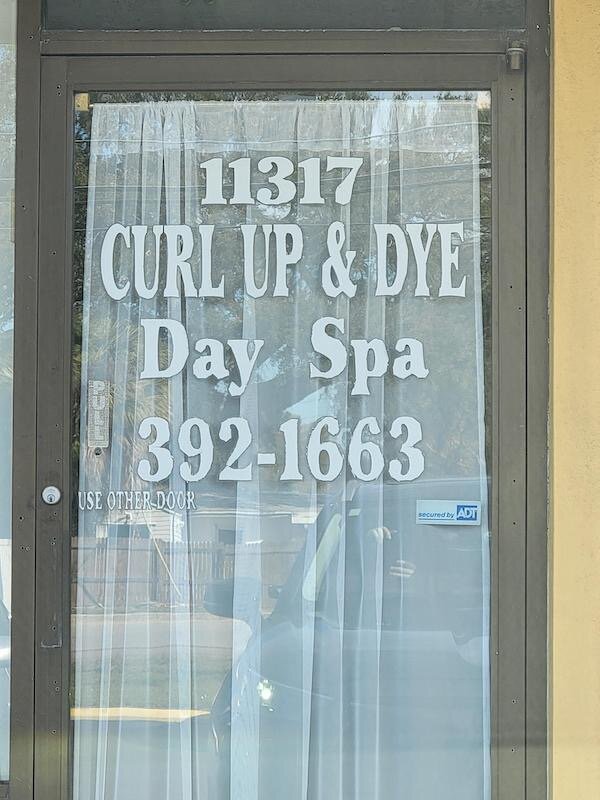 11317
CURL UP & DYE
Day Spa
392-1663
USE OTHER DOOR
secured by ADT